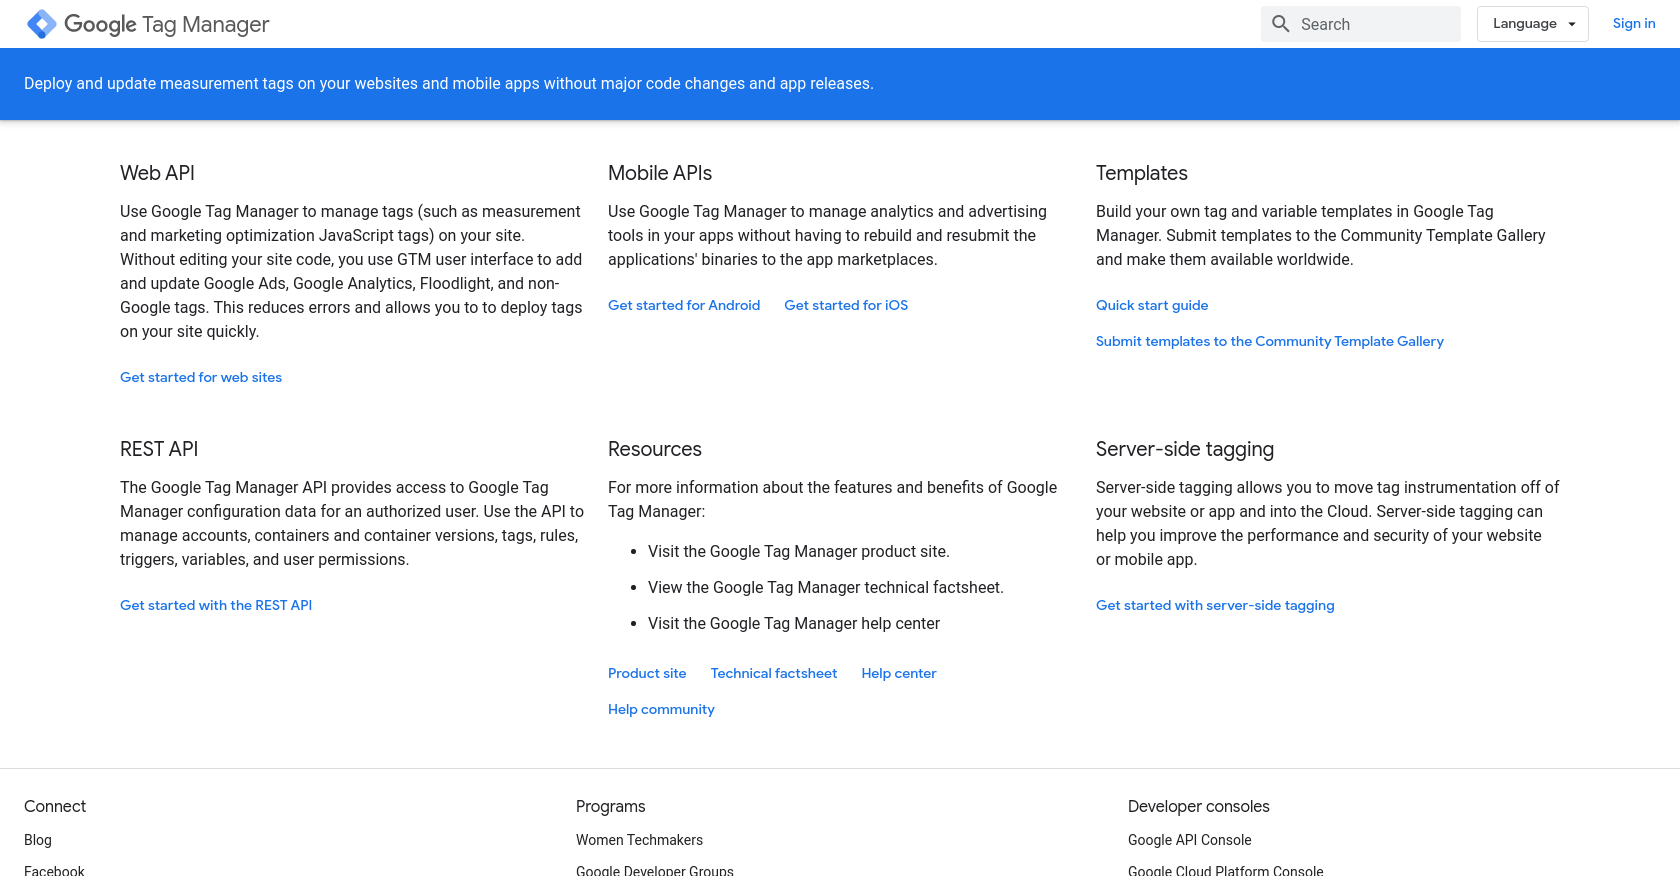 Google Tag Manager
Search
Language
Sign in
Deploy and update measurement tags on your websites and mobile apps without major code changes and app releases.
Web API
Use Google Tag Manager to manage tags (such as measurement
and marketing optimization JavaScript tags) on your site.
Without editing your site code, you use GTM user interface to add
and update Google Ads, Google Analytics, Floodlight, and non-
Google tags. This reduces errors and allows you to to deploy tags
on your site quickly.
Get started for web sites
Mobile APIs
Use Google Tag Manager to manage analytics and advertising
tools in your apps without having to rebuild and resubmit the
applications' binaries to the app marketplaces.
Get started for Android Get started for iOS
Templates
Build your own tag and variable templates in Google Tag
Manager. Submit templates to the Community Template Gallery
and make them available worldwide.
Quick start guide
Submit templates to the Community Template Gallery
REST API
The Google Tag Manager API provides access to Google Tag
Manager configuration data for an authorized user. Use the API to
manage accounts, containers and container versions, tags, rules,
triggers, variables, and user permissions.
Get started with the REST API
Resources
For more information about the features and benefits of Google
Tag Manager:
• Visit the Google Tag Manager product site.
• View the Google Tag Manager technical factsheet.
• Visit the Google Tag Manager help center
Product site Technical factsheet Help center
Help community
Server-side tagging
Server-side tagging allows you to move tag instrumentation off of
your website or app and into the Cloud. Server-side tagging can
help you improve the performance and security of your website
or mobile app.
Get started with server-side tagging
Connect
Blog
Facebook
Programs
Women Techmakers
Google Developer Groups
Developer consoles
Google API Console
Google Cloud Platform Console